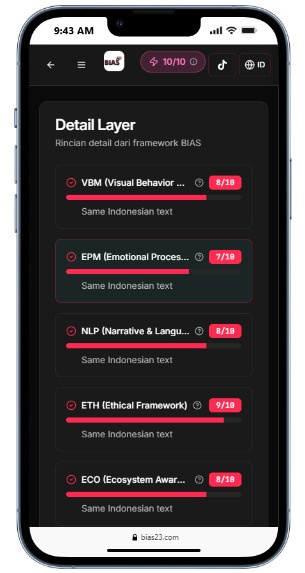 9:43 AM
BiAS
10/10
ID
Detail Layer
Rincian detail dari framework BIAS
VBM (Visual Behavior ... 8/10
Same Indonesian text
EPM (Emotional Proces... 7/10
Same Indonesian text
NLP (Narrative & Langu... 8/10
Same Indonesian text
ETH (Ethical Framework) 9/10
Same Indonesian text
ECO (Ecosystem Awar... 8/10
Same Indonesian text
bias23.com